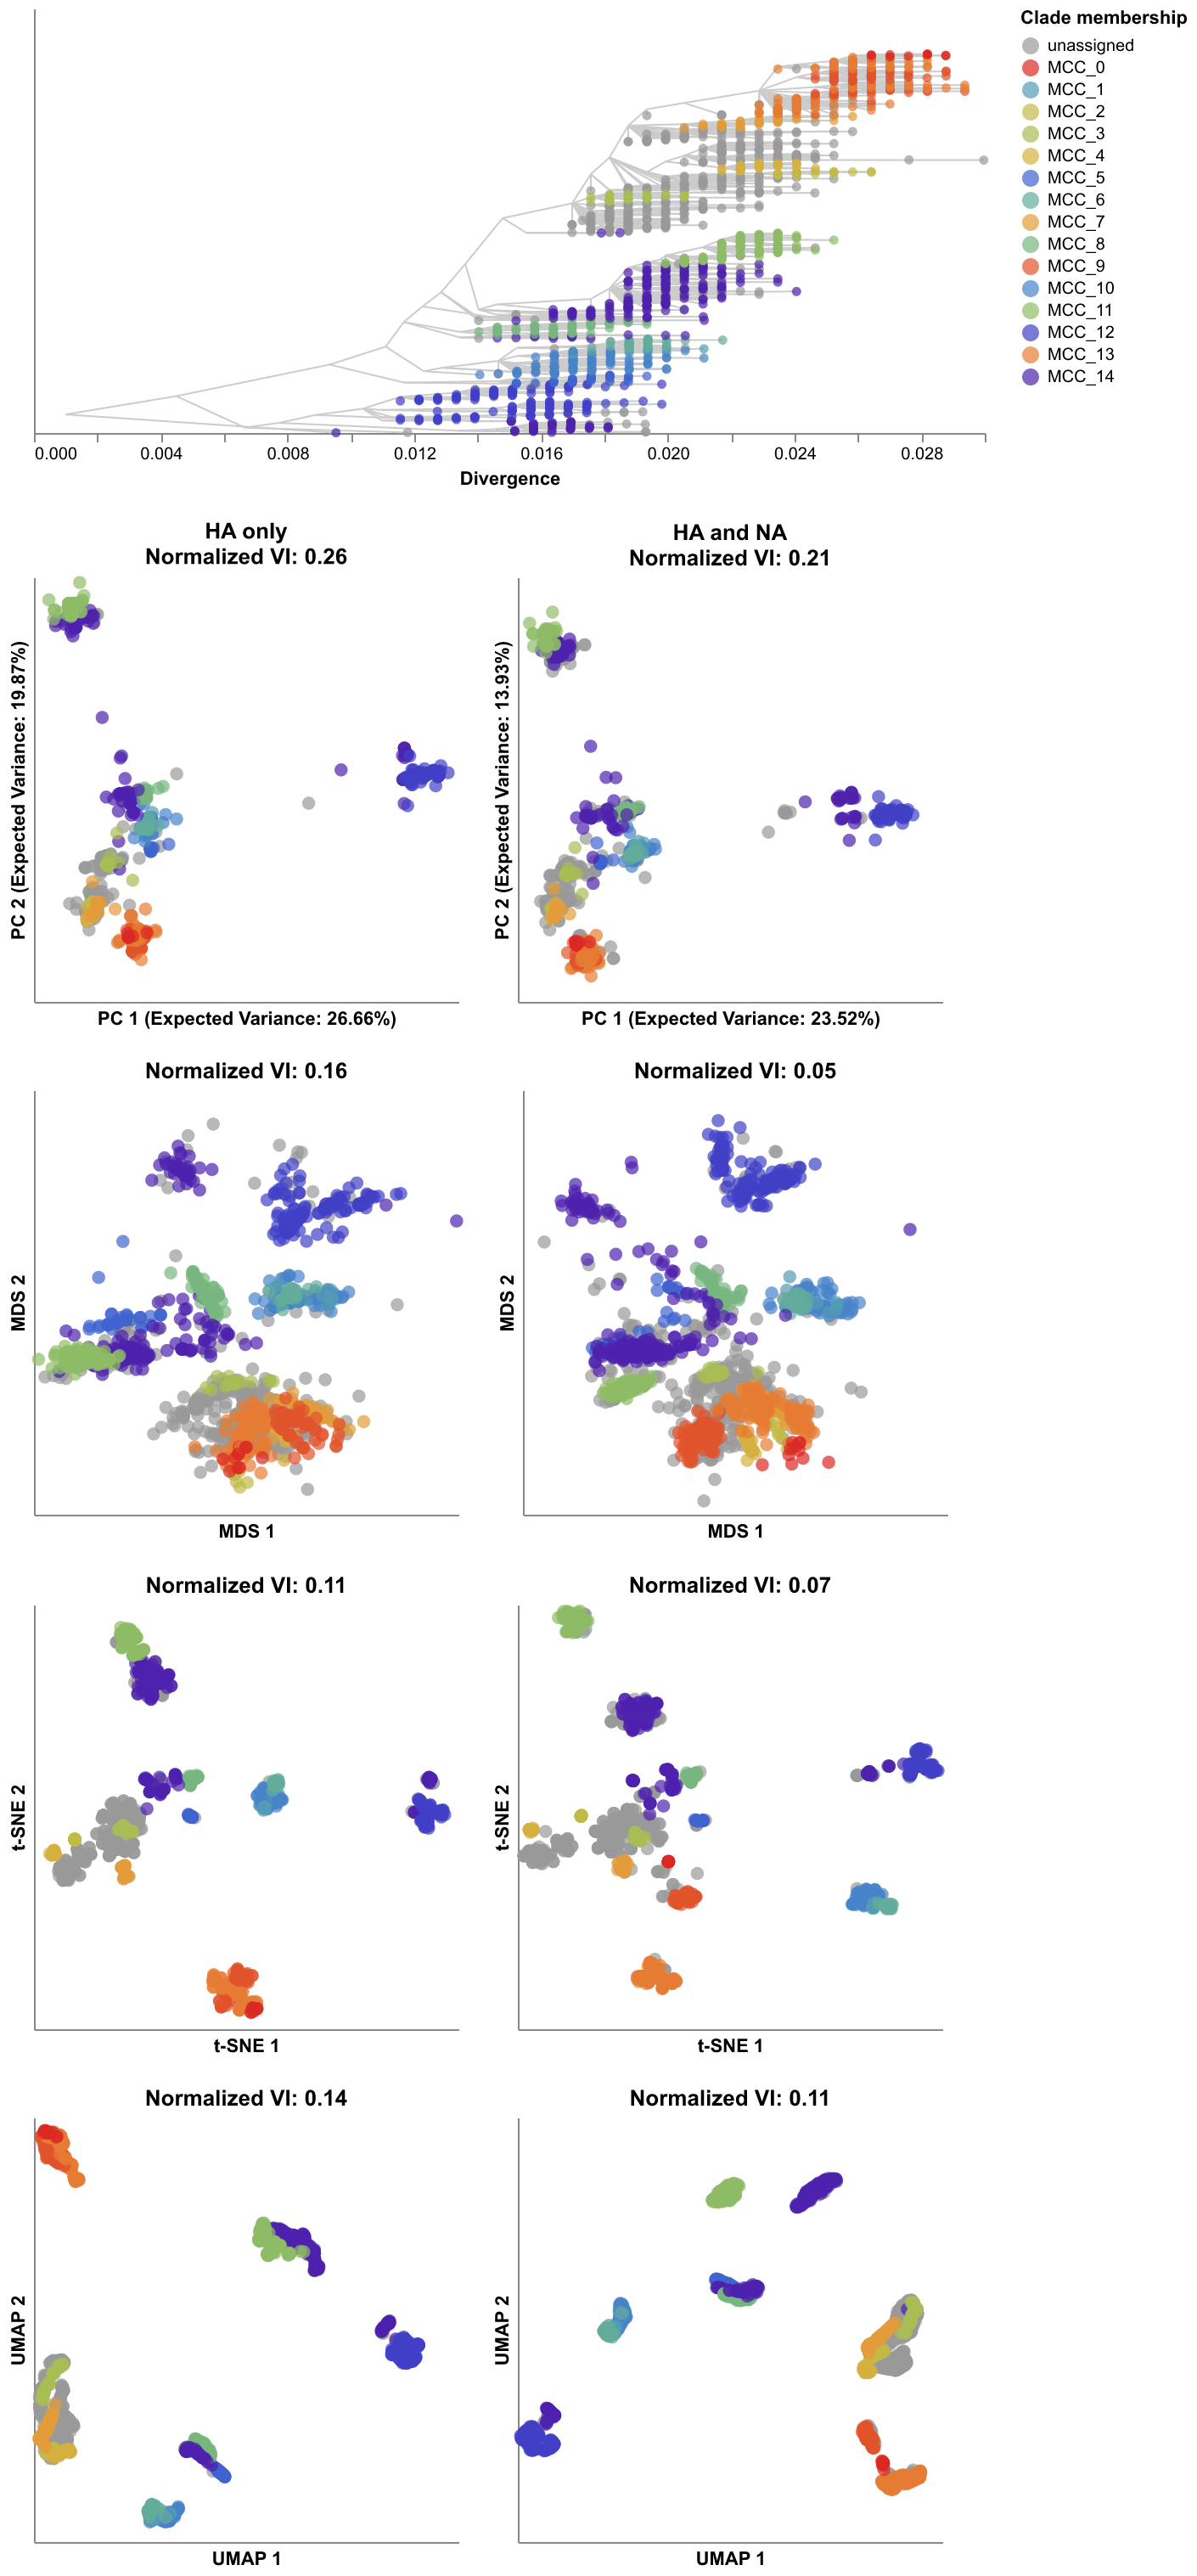 Clade membership
unassigned
MCC_0
MCC_1
MCC_2
MCC_3
MCC_4
MCC_5
MCC_6
MCC_7
MCC_8
MCC_9
MCC_10
MCC_11
MCC_12
MCC_13
MCC_14
0.000 0.004 0.008 0.012 0.016 0.020 0.024 0.028
Divergence
HA only
Normalized VI: 0.26
HA and NA
Normalized VI: 0.21
PC 2 (Expected Variance: 19.87%)
PC 1 (Expected Variance: 26.66%)
PC 2 (Expected Variance: 13.93%)
PC 1 (Expected Variance: 23.52%)
Normalized VI: 0.16
MDS 2
MDS 1
Normalized VI: 0.05
MDS 2
MDS 1
Normalized VI: 0.11
t-SNE 2
t-SNE 1
Normalized VI: 0.07
t-SNE 2
t-SNE 1
Normalized VI: 0.14
UMAP 2
UMAP 1
Normalized VI: 0.11
UMAP 2
UMAP 1